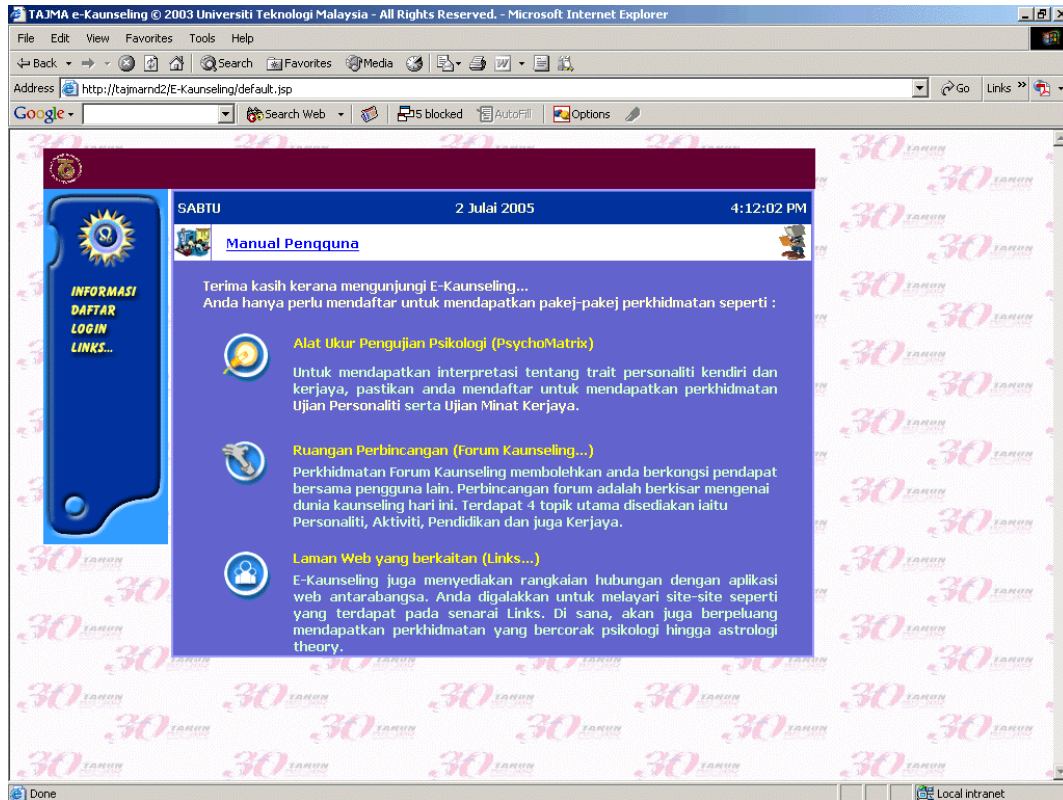 TAJMA e-Kaunseling © 2003 Universiti Teknologi Malaysia - All Rights Reserved. - Microsoft Internet Explorer
File Edit View Favorites Tools Help
Back Search Favorites Media
Address http://tajmarnd2/E-Kaunseling/default.jsp Go Links »
Google Search Web 5 blocked AutoFill Options
SABTU 2 Julai 2005 4:12:02 PM
Manual Pengguna
INFORMASI
DAFTAR
LOGIN
LINKS...
Terima kasih kerana mengunjungi E-Kaunseling...
Anda hanya perlu mendaftar untuk mendapatkan pakej-pakej perkhidmatan seperti :
Alat Ukur Pengujian Psikologi (PsychoMatrix)
Untuk mendapatkan interpretasi tentang trait personaliti kendiri dan
kerjaya, pastikan anda mendaftar untuk mendapatkan perkhidmatan
Ujian Personaliti serta Ujian Minat Kerjaya.
Ruangan Perbincangan (Forum Kaunseling...)
Perkhidmatan Forum Kaunseling membolehkan anda berkongsi pendapat
bersama pengguna lain. Perbincangan forum adalah berkisar mengenai
dunia kaunseling hari ini. Terdapat 4 topik utama disediakan iaitu
Personaliti, Aktiviti, Pendidikan dan juga Kerjaya.
Laman Web yang berkaitan (Links...)
E-Kaunseling juga menyediakan rangkaian hubungan dengan aplikasi
web antarabangsa. Anda digalakkan untuk melayari site-site seperti
yang terdapat pada senarai Links. Di sana, akan juga berpeluang
mendapatkan perkhidmatan yang bercorak psikologi hingga astrologi
theory.
30 TAHUN
Done Local intranet